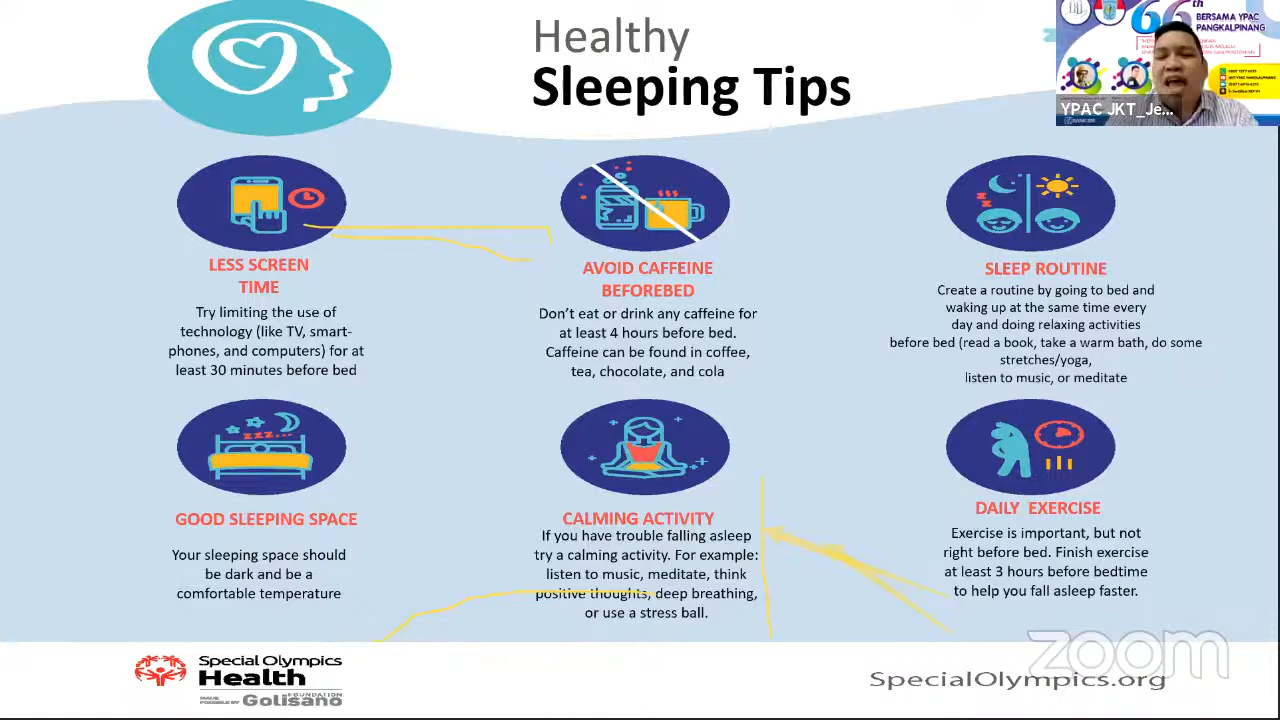 Healthy
Sleeping Tips
66th
BERSAMA YPAC
PANGKALPINANG
YPAC JKT_Je...
LESS SCREEN
TIME
Try limiting the use of
technology (like TV, smart-
phones, and computers) for at
least 30 minutes before bed
AVOID CAFFEINE
BEFOREBED
Don't eat or drink any caffeine for
at least 4 hours before bed.
Caffeine can be found in coffee,
tea, chocolate, and cola
zz
SLEEP ROUTINE
Create a routine by going to bed and
waking up at the same time every
day and doing relaxing activities
before bed (read a book, take a warm bath, do some
stretches/yoga,
listen to music, or meditate
zzz...
GOOD SLEEPING SPACE
Your sleeping space should
be dark and be a
comfortable temperature
CALMING ACTIVITY
If you have trouble falling asleep
try a calming activity. For example:
listen to music, meditate, think
positive thoughts, deep breathing,
or use a stress ball.
DAILY EXERCISE
Exercise is important, but not
right before bed. Finish exercise
at least 3 hours before bedtime
to help you fall asleep faster.
Special Olympics
Health
MADE POSSIBLE BY Golisano FOUNDATION
zoom
SpecialOlympics.org